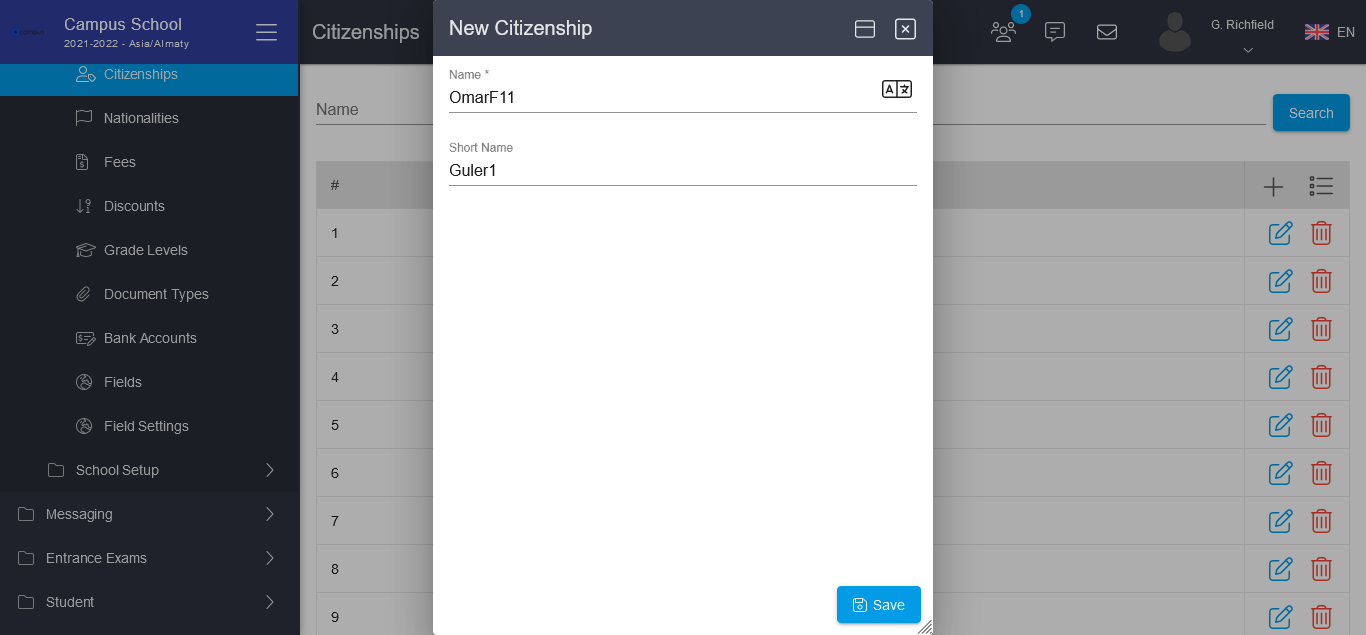 Campus School
2021-2022 - Asia/Almaty
Citizenships
Nationalities
Fees
Discounts
Grade Levels
Document Types
Bank Accounts
Fields
Field Settings
School Setup
Messaging
Entrance Exams
Student
Citizenships
1
G. Richfield
EN
Name
Search
#
1
2
3
4
5
6
7
8
9
New Citizenship
Name *
OmarF11
Short Name
Guler1
Save